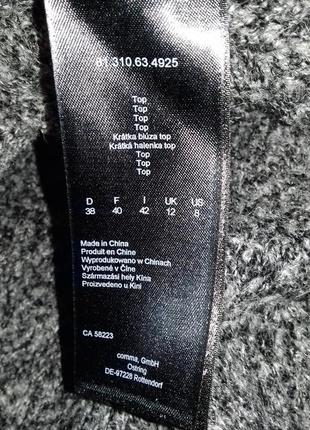 81.310.63.4925
Top
Top
Top
Top
Krátka blúza top
Krátká halenka top
Top
Top
Top
D F I UK US
38 40 42 12 8
Made in China
Produit en Chine
Wyprodukowano w Chinach
Vyrobené v Číne
Származási hely Kína
Proizvedeno u Kini
CA 58223
comma, GmbH
Ostring
DE-97228 Rottendorf